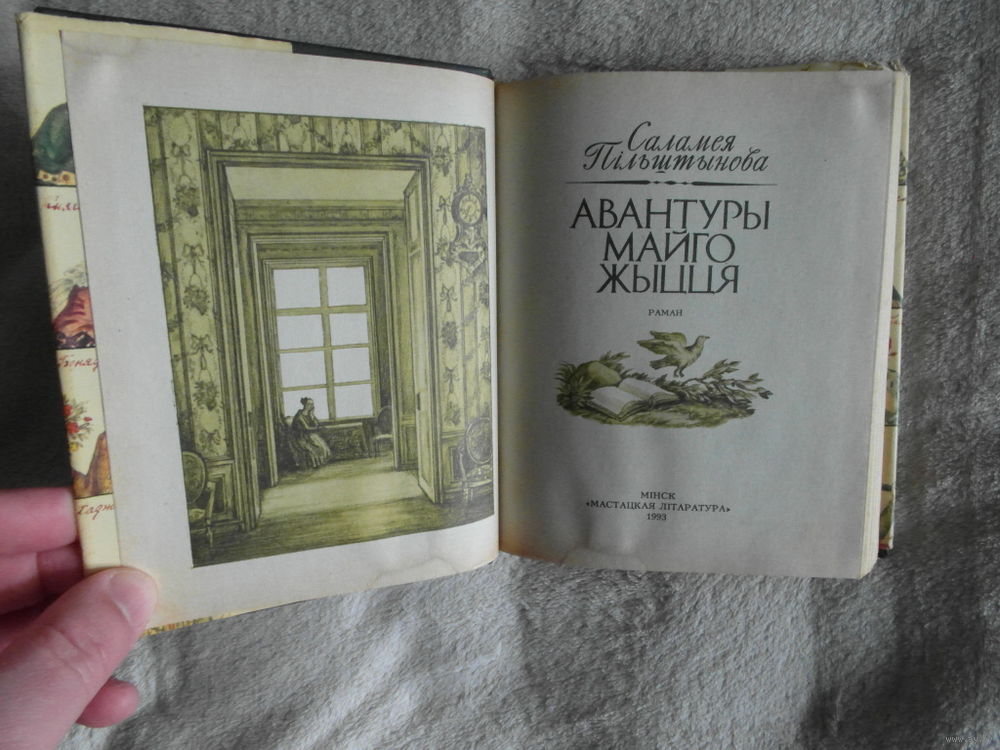 Саламея
Пільштынова
АВАНТУРЫ
МАЙГО
ЖЫЦЦЯ
РАМАН
МІНСК
«МАСТАЦКАЯ ЛІТАРАТУРА»
1993